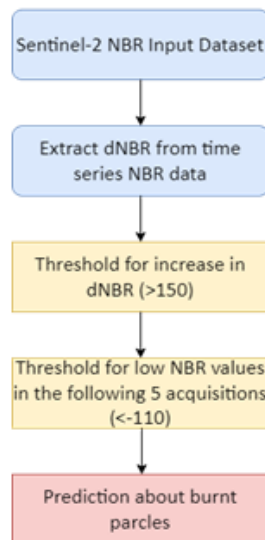 Sentinel-2 NBR Input Dataset
Extract dNBR from time
series NBR data
Threshold for increase in
dNBR (>150)
Threshold for low NBR values
in the following 5 acquisitions
(<-110)
Prediction about burnt
parcles